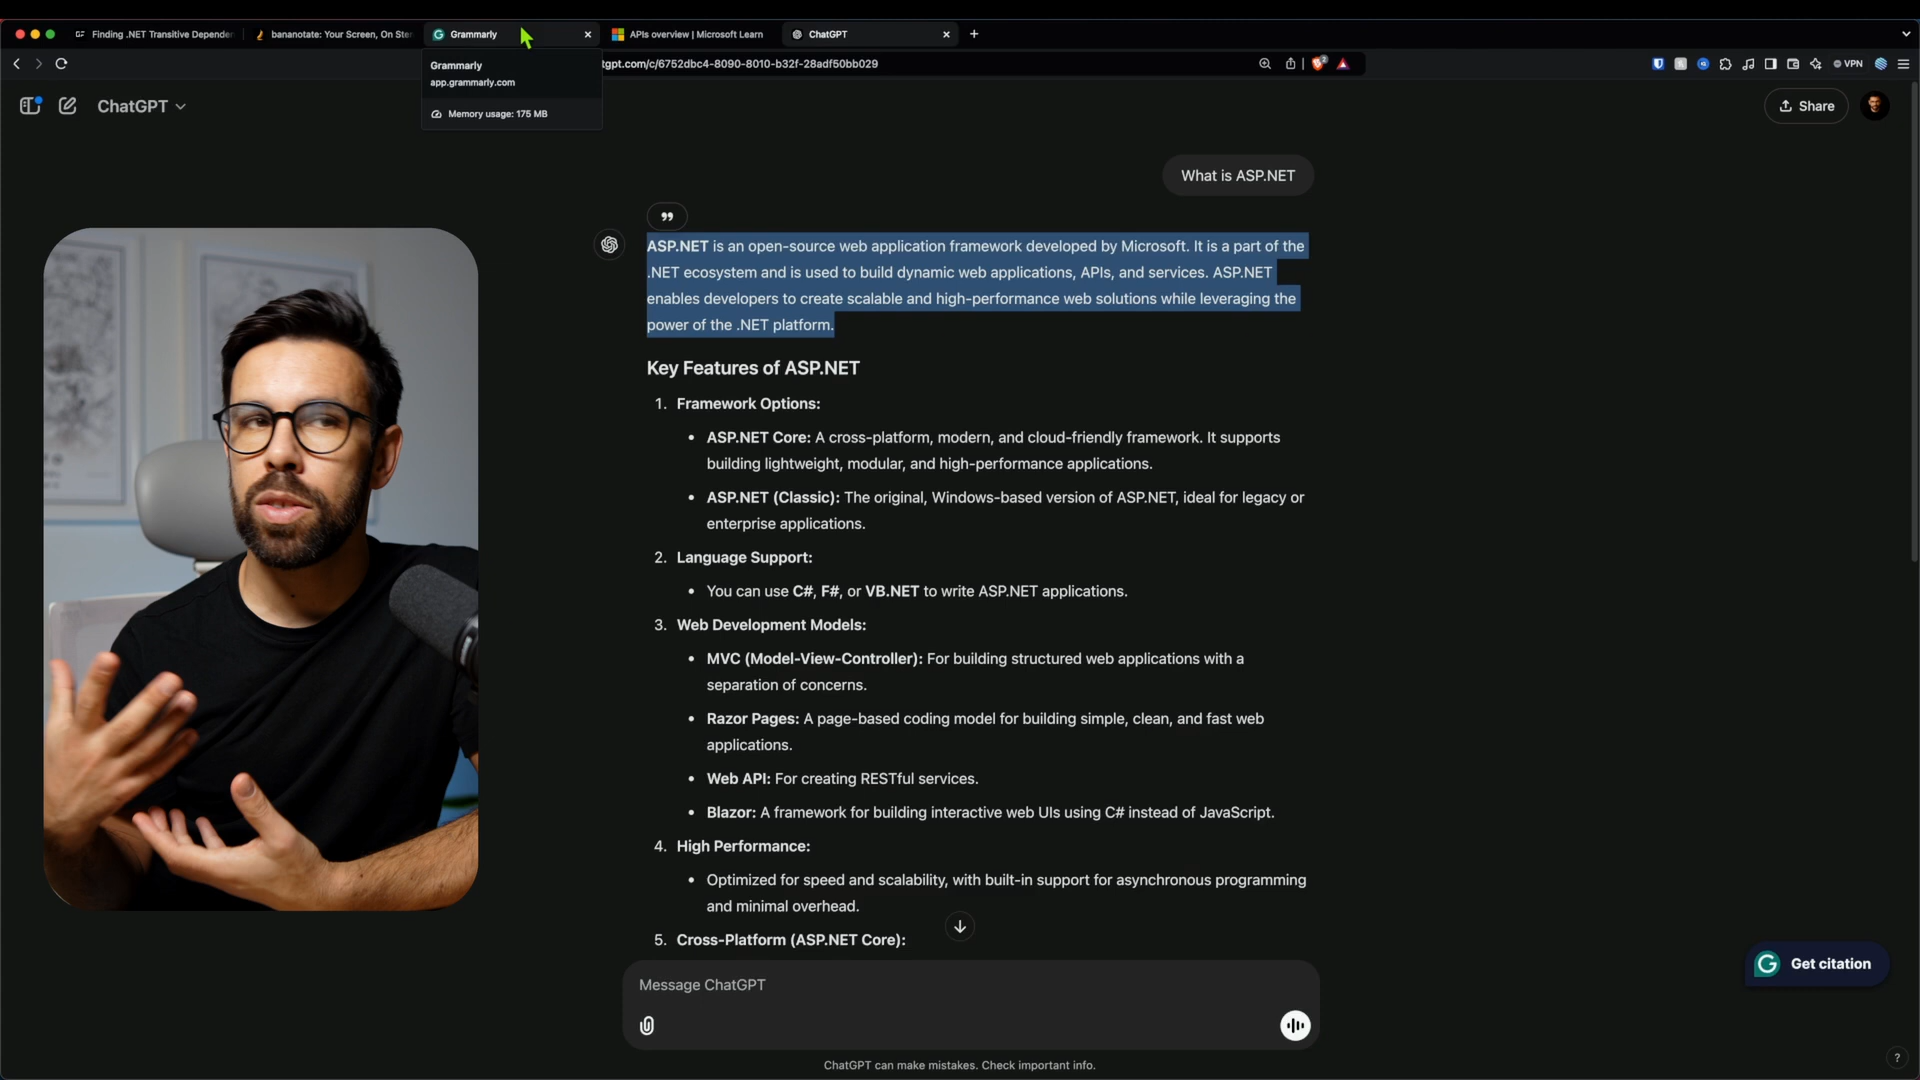 Finding .NET Transitive Depender
bananotate: Your Screen, On Ster
Grammarly
APIs overview | Microsoft Learn
ChatGPT
Grammarly
app.grammarly.com
Memory usage: 175 MB
tgpt.com/c/6752dbc4-8090-8010-b32f-28adf50bb029
2
VPN
ChatGPT
Share
What is ASP.NET
ASP.NET is an open-source web application framework developed by Microsoft. It is a part of the
.NET ecosystem and is used to build dynamic web applications, APIs, and services. ASP.NET
enables developers to create scalable and high-performance web solutions while leveraging the
power of the .NET platform.
Key Features of ASP.NET
1. Framework Options:
• ASP.NET Core: A cross-platform, modern, and cloud-friendly framework. It supports
building lightweight, modular, and high-performance applications.
• ASP.NET (Classic): The original, Windows-based version of ASP.NET, ideal for legacy or
enterprise applications.
2. Language Support:
• You can use C#, F#, or VB.NET to write ASP.NET applications.
3. Web Development Models:
• MVC (Model-View-Controller): For building structured web applications with a
separation of concerns.
• Razor Pages: A page-based coding model for building simple, clean, and fast web
applications.
• Web API: For creating RESTful services.
• Blazor: A framework for building interactive web UIs using C# instead of JavaScript.
4. High Performance:
• Optimized for speed and scalability, with built-in support for asynchronous programming
and minimal overhead.
5. Cross-Platform (ASP.NET Core):
Get citation
Message ChatGPT
ChatGPT can make mistakes. Check important info.
?